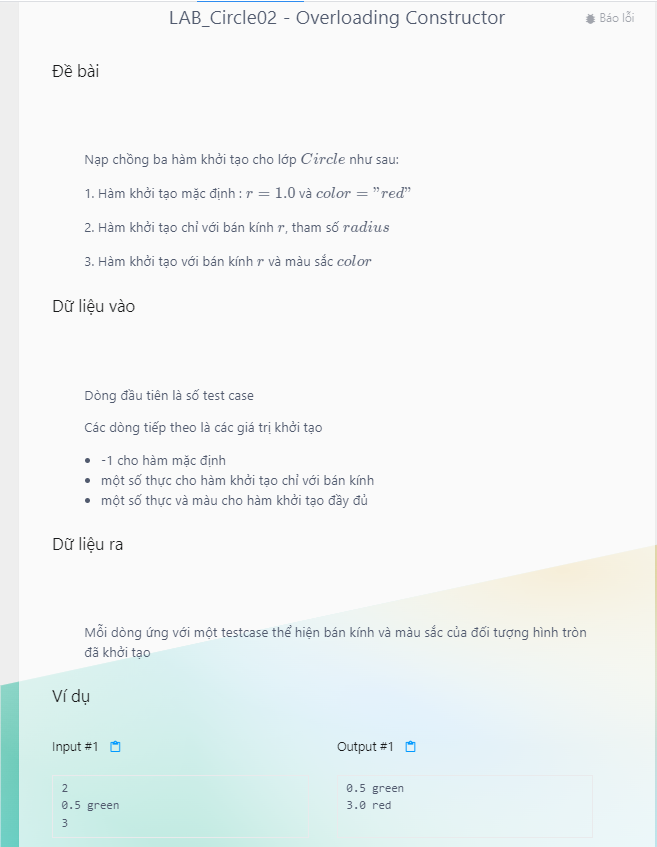 LAB_Circle02 - Overloading Constructor
Báo lỗi
Đề bài
Nạp chồng ba hàm khởi tạo cho lớp Circle như sau:
1. Hàm khởi tạo mặc định : r = 1.0 và color = ”red”
2. Hàm khởi tạo chỉ với bán kính r, tham số radius
3. Hàm khởi tạo với bán kính r và màu sắc color
Dữ liệu vào
Dòng đầu tiên là số test case
Các dòng tiếp theo là các giá trị khởi tạo
• -1 cho hàm mặc định
• một số thực cho hàm khởi tạo chỉ với bán kính
• một số thực và màu cho hàm khởi tạo đầy đủ
Dữ liệu ra
Mỗi dòng ứng với một testcase thể hiện bán kính và màu sắc của đối tượng hình tròn
đã khởi tạo
Ví dụ
Input #1
2
0.5 green
3
Output #1
0.5 green
3.0 red